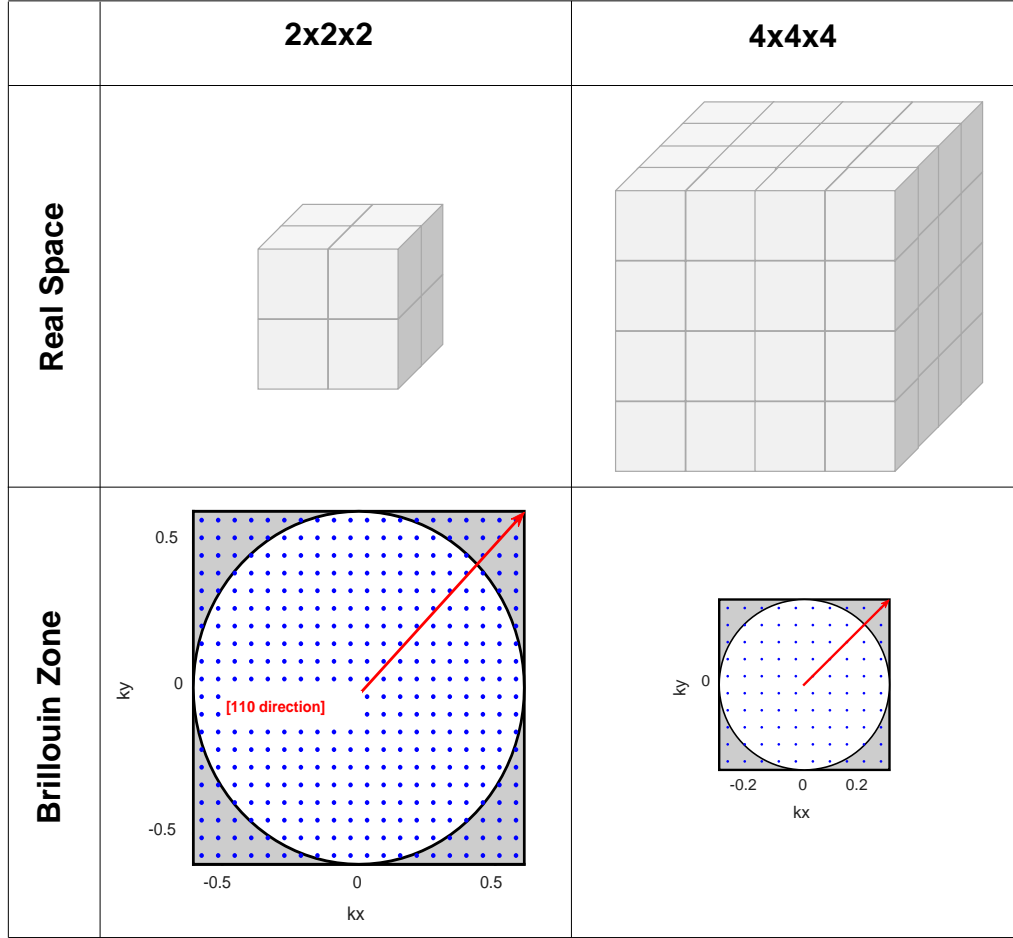 2x2x2
4x4x4
Real Space
Brillouin Zone
0.5
0
-0.5
ky
[110 direction]
-0.5
0
0.5
kx
0
ky
-0.2
0
0.2
kx